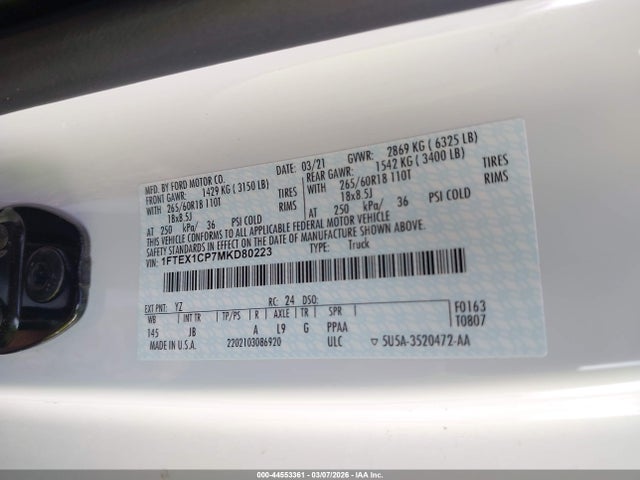 MFD. BY FORD MOTOR CO. DATE: 03/21 GVWR: 2869 KG ( 6325 LB)
FRONT GAWR: 1429 KG ( 3150 LB) REAR GAWR: 1542 KG ( 3400 LB)
WITH 265/60R18 110T TIRES WITH 265/60R18 110T TIRES
18x8.5J RIMS 18x8.5J RIMS
AT 250 kPa/ 36 PSI COLD AT 250 kPa/ 36 PSI COLD
THIS VEHICLE CONFORMS TO ALL APPLICABLE FEDERAL MOTOR VEHICLE
SAFETY STANDARDS IN EFFECT ON THE DATE OF MANUFACTURE SHOWN ABOVE.
VIN: 1FTEX1CP7MKD80223 TYPE: Truck
EXT PNT: YZ RC: 24 DSO: F0163
WB INT TR TP/PS R AXLE TR SPR T0807
145 JB A L9 G PPAA
MADE IN U.S.A. 2202103086920 ULC ▽ 5U5A-3520472-AA
000-44553361 - 03/07/2026 - IAA Inc.